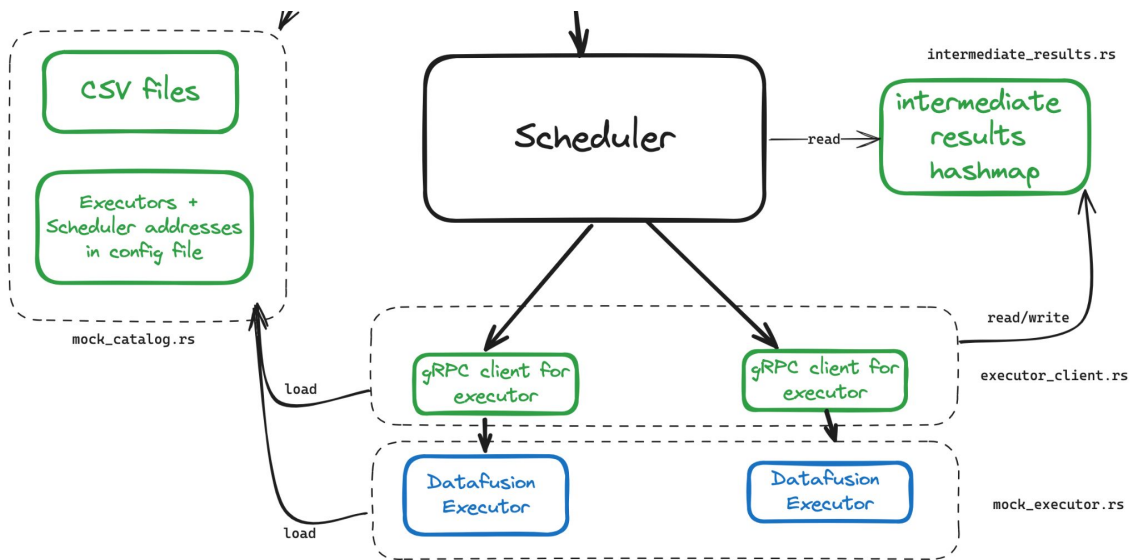 CSV files
Executors +
Scheduler addresses
in config file
mock_catalog.rs
Scheduler
read
intermediate_results.rs
intermediate
results
hashmap
read/write
executor_client.rs
load
gRPC client for
executor
gRPC client for
executor
Datafusion
Executor
Datafusion
Executor
load
mock_executor.rs